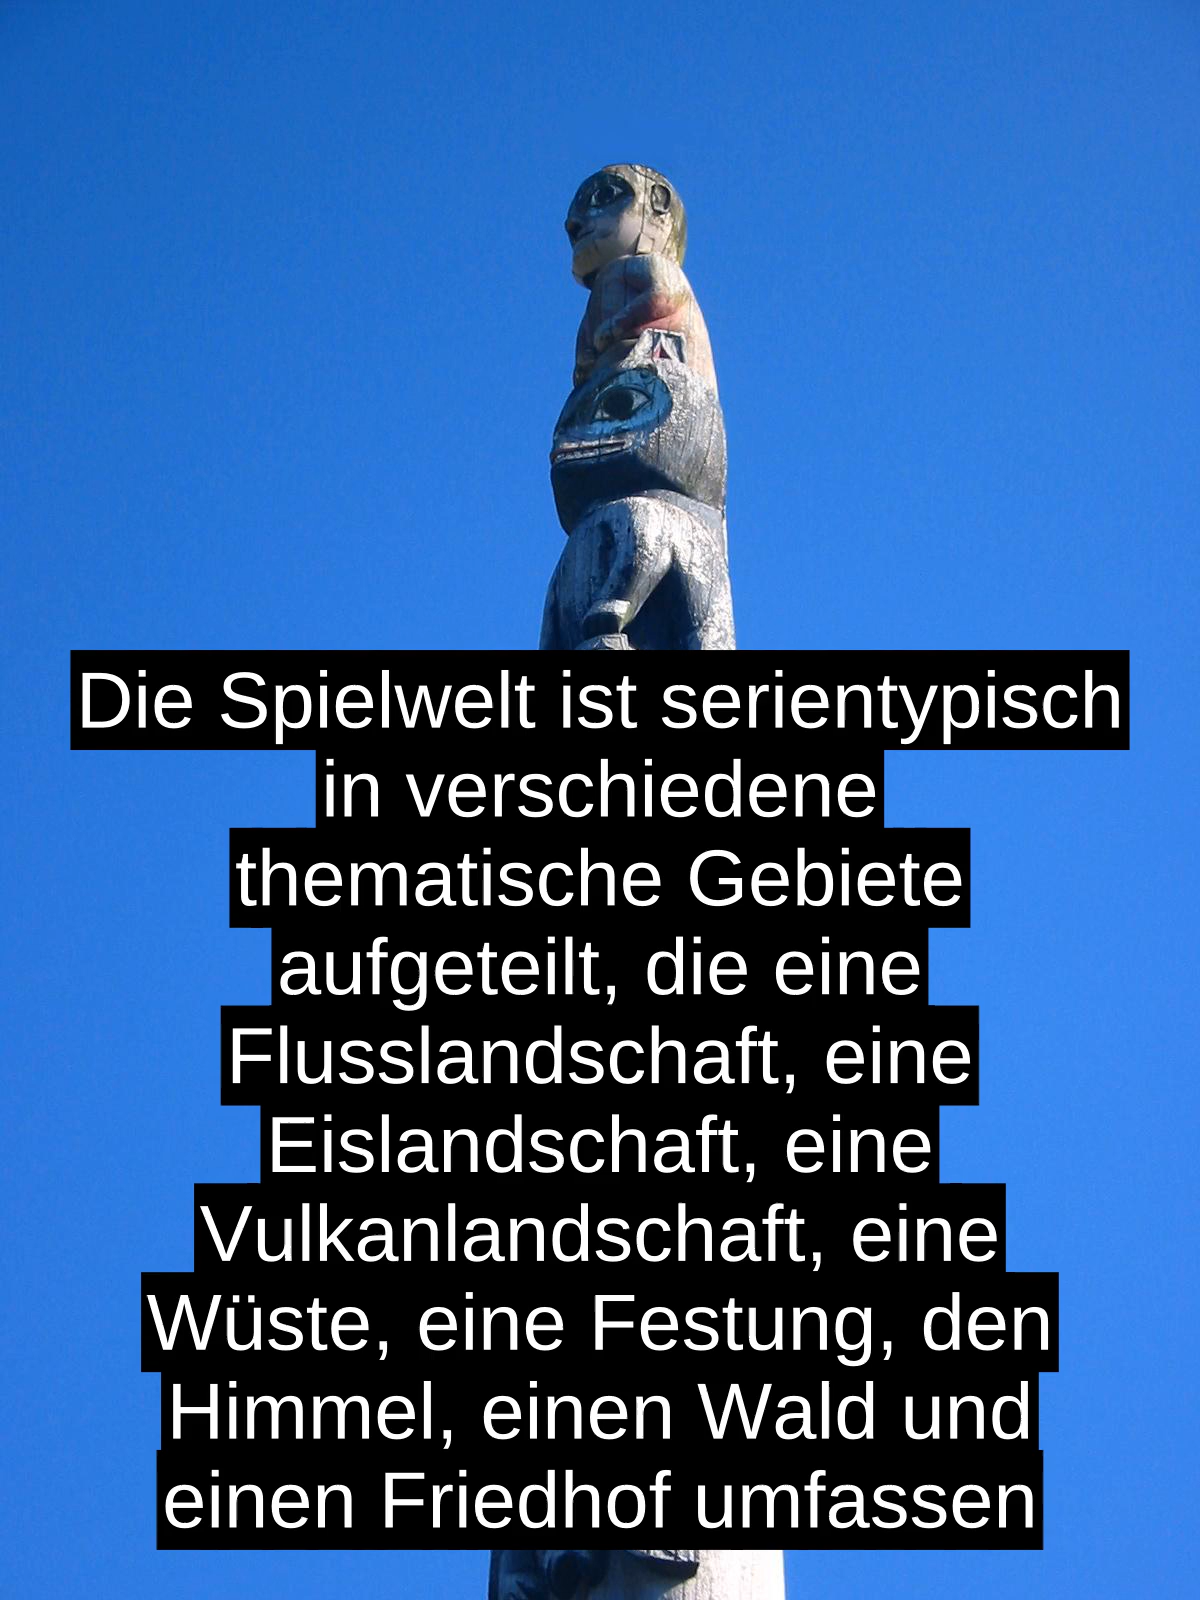 Die Spielwelt ist serientypisch
in verschiedene
thematische Gebiete
aufgeteilt, die eine
Flusslandschaft, eine
Eislandschaft, eine
Vulkanlandschaft, eine
Wüste, eine Festung, den
Himmel, einen Wald und
einen Friedhof umfassen